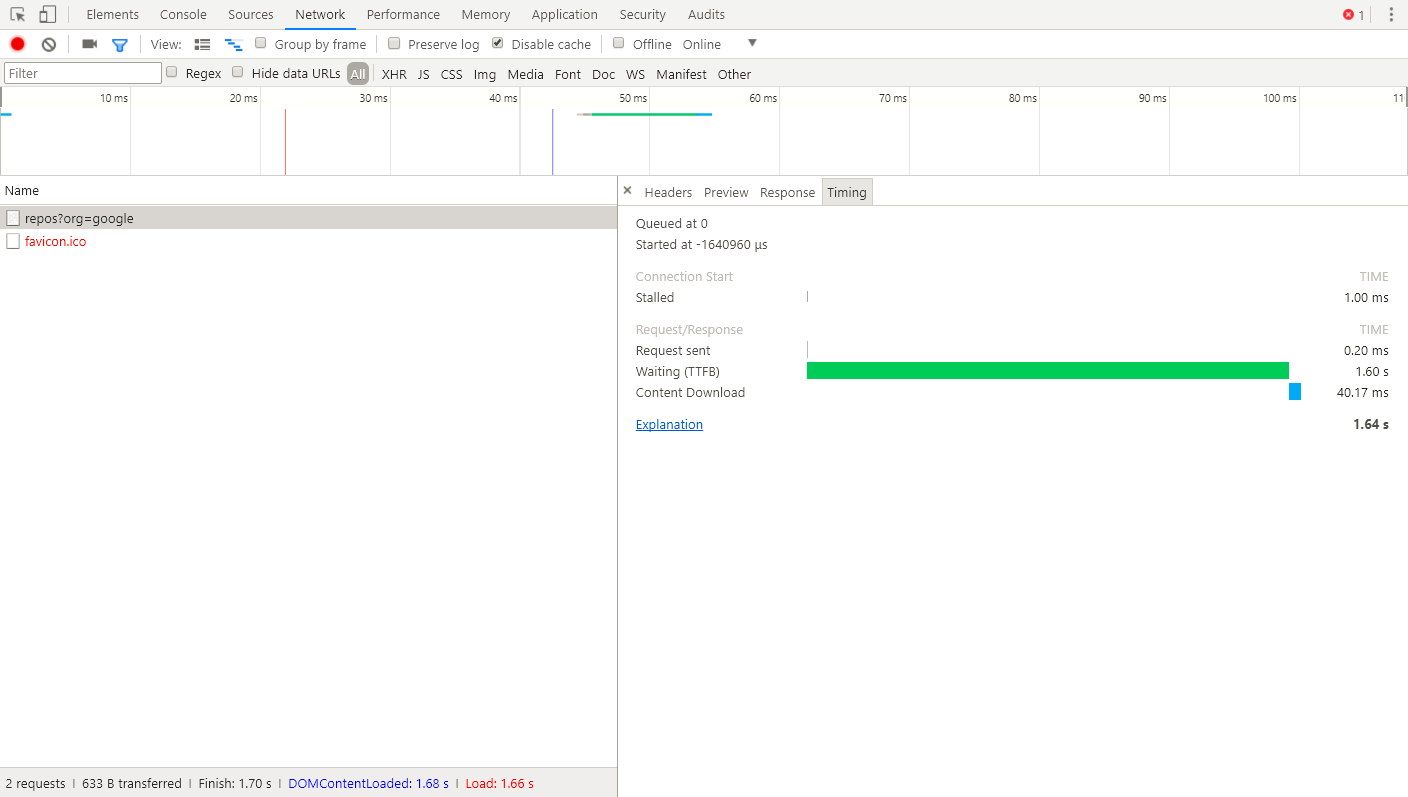 Elements Console Sources Network Performance Memory Application Security Audits 1
View: Group by frame Preserve log Disable cache Offline Online
Filter Regex Hide data URLs All XHR JS CSS Img Media Font Doc WS Manifest Other
10 ms 20 ms 30 ms 40 ms 50 ms 60 ms 70 ms 80 ms 90 ms 100 ms 11
Name
repos?org=google
favicon.ico
× Headers Preview Response Timing
Queued at 0
Started at -1640960 μs
Connection Start TIME
Stalled 1.00 ms
Request/Response TIME
Request sent 0.20 ms
Waiting (TTFB) 1.60 s
Content Download 40.17 ms
Explanation 1.64 s
2 requests | 633 B transferred | Finish: 1.70 s | DOMContentLoaded: 1.68 s | Load: 1.66 s